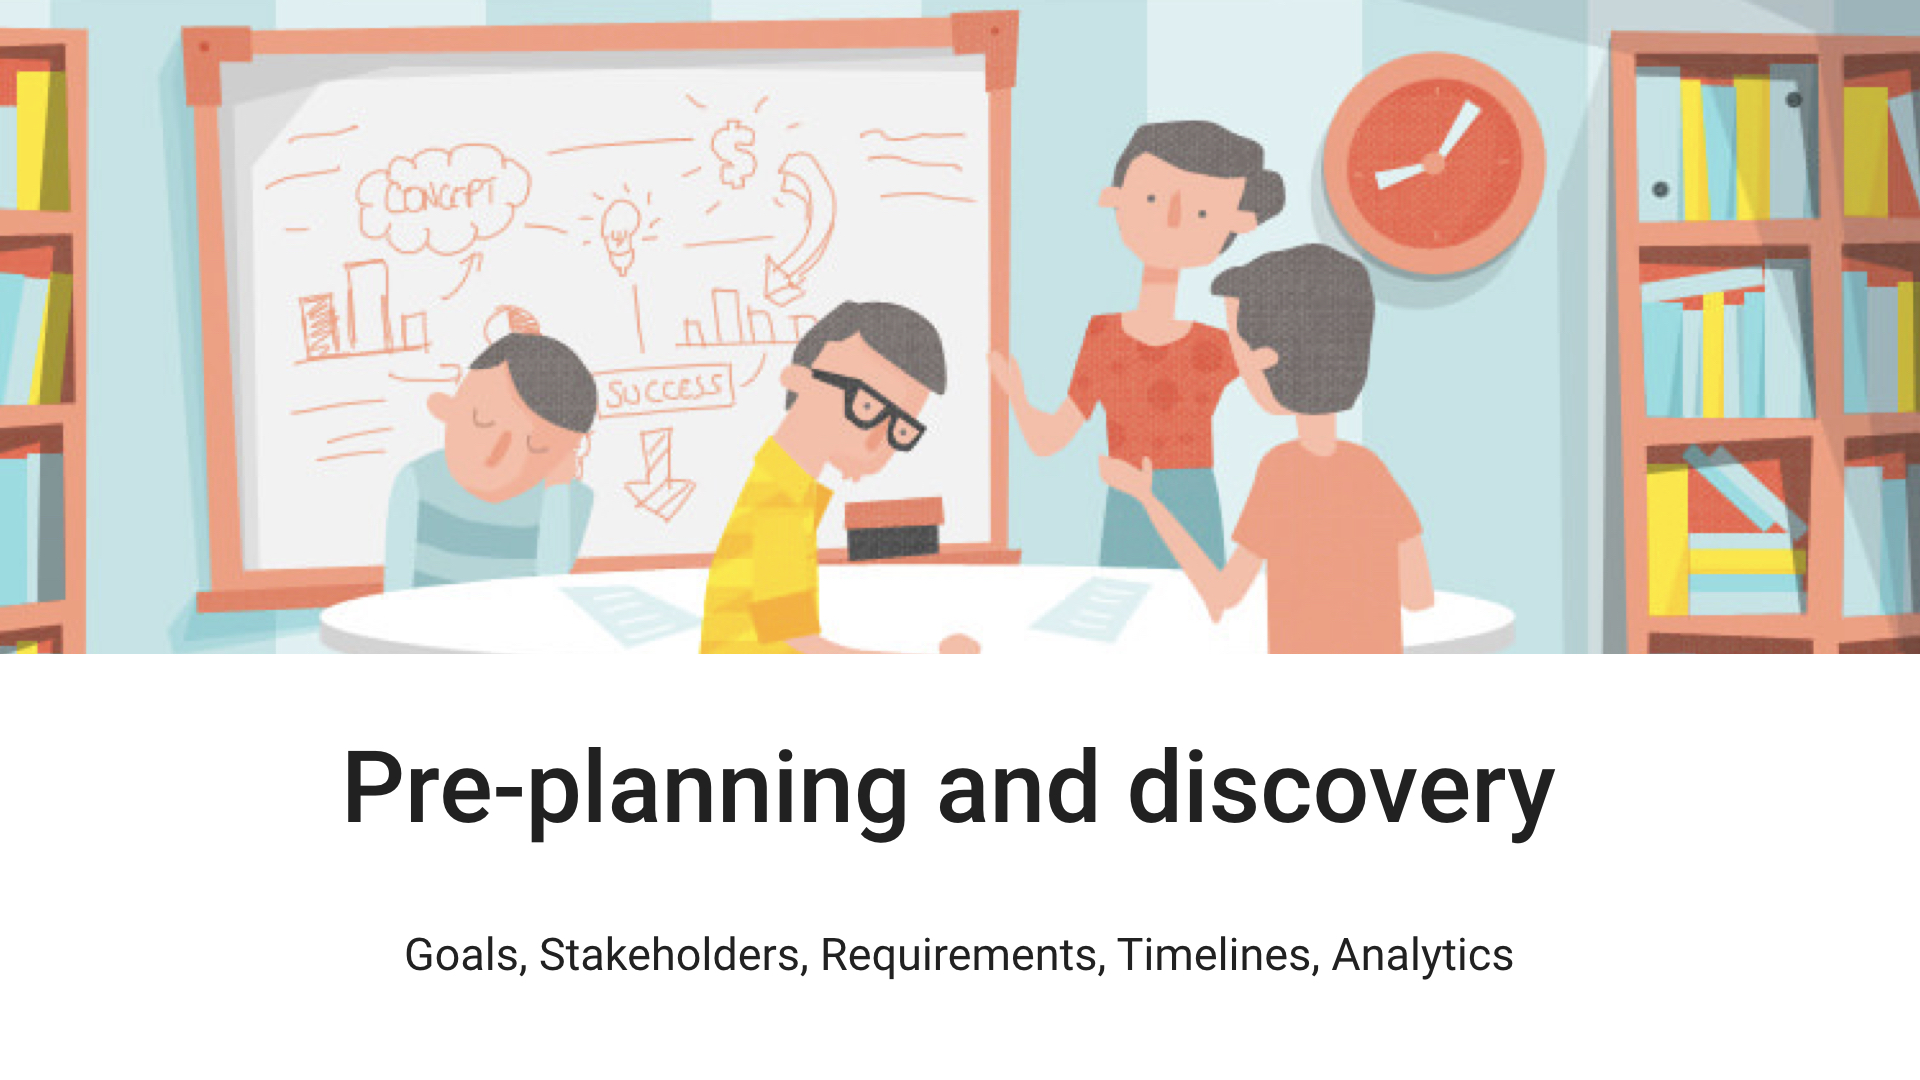 $
CONCEPT
SUCCESS
Pre-planning and discovery
Goals, Stakeholders, Requirements, Timelines, Analytics